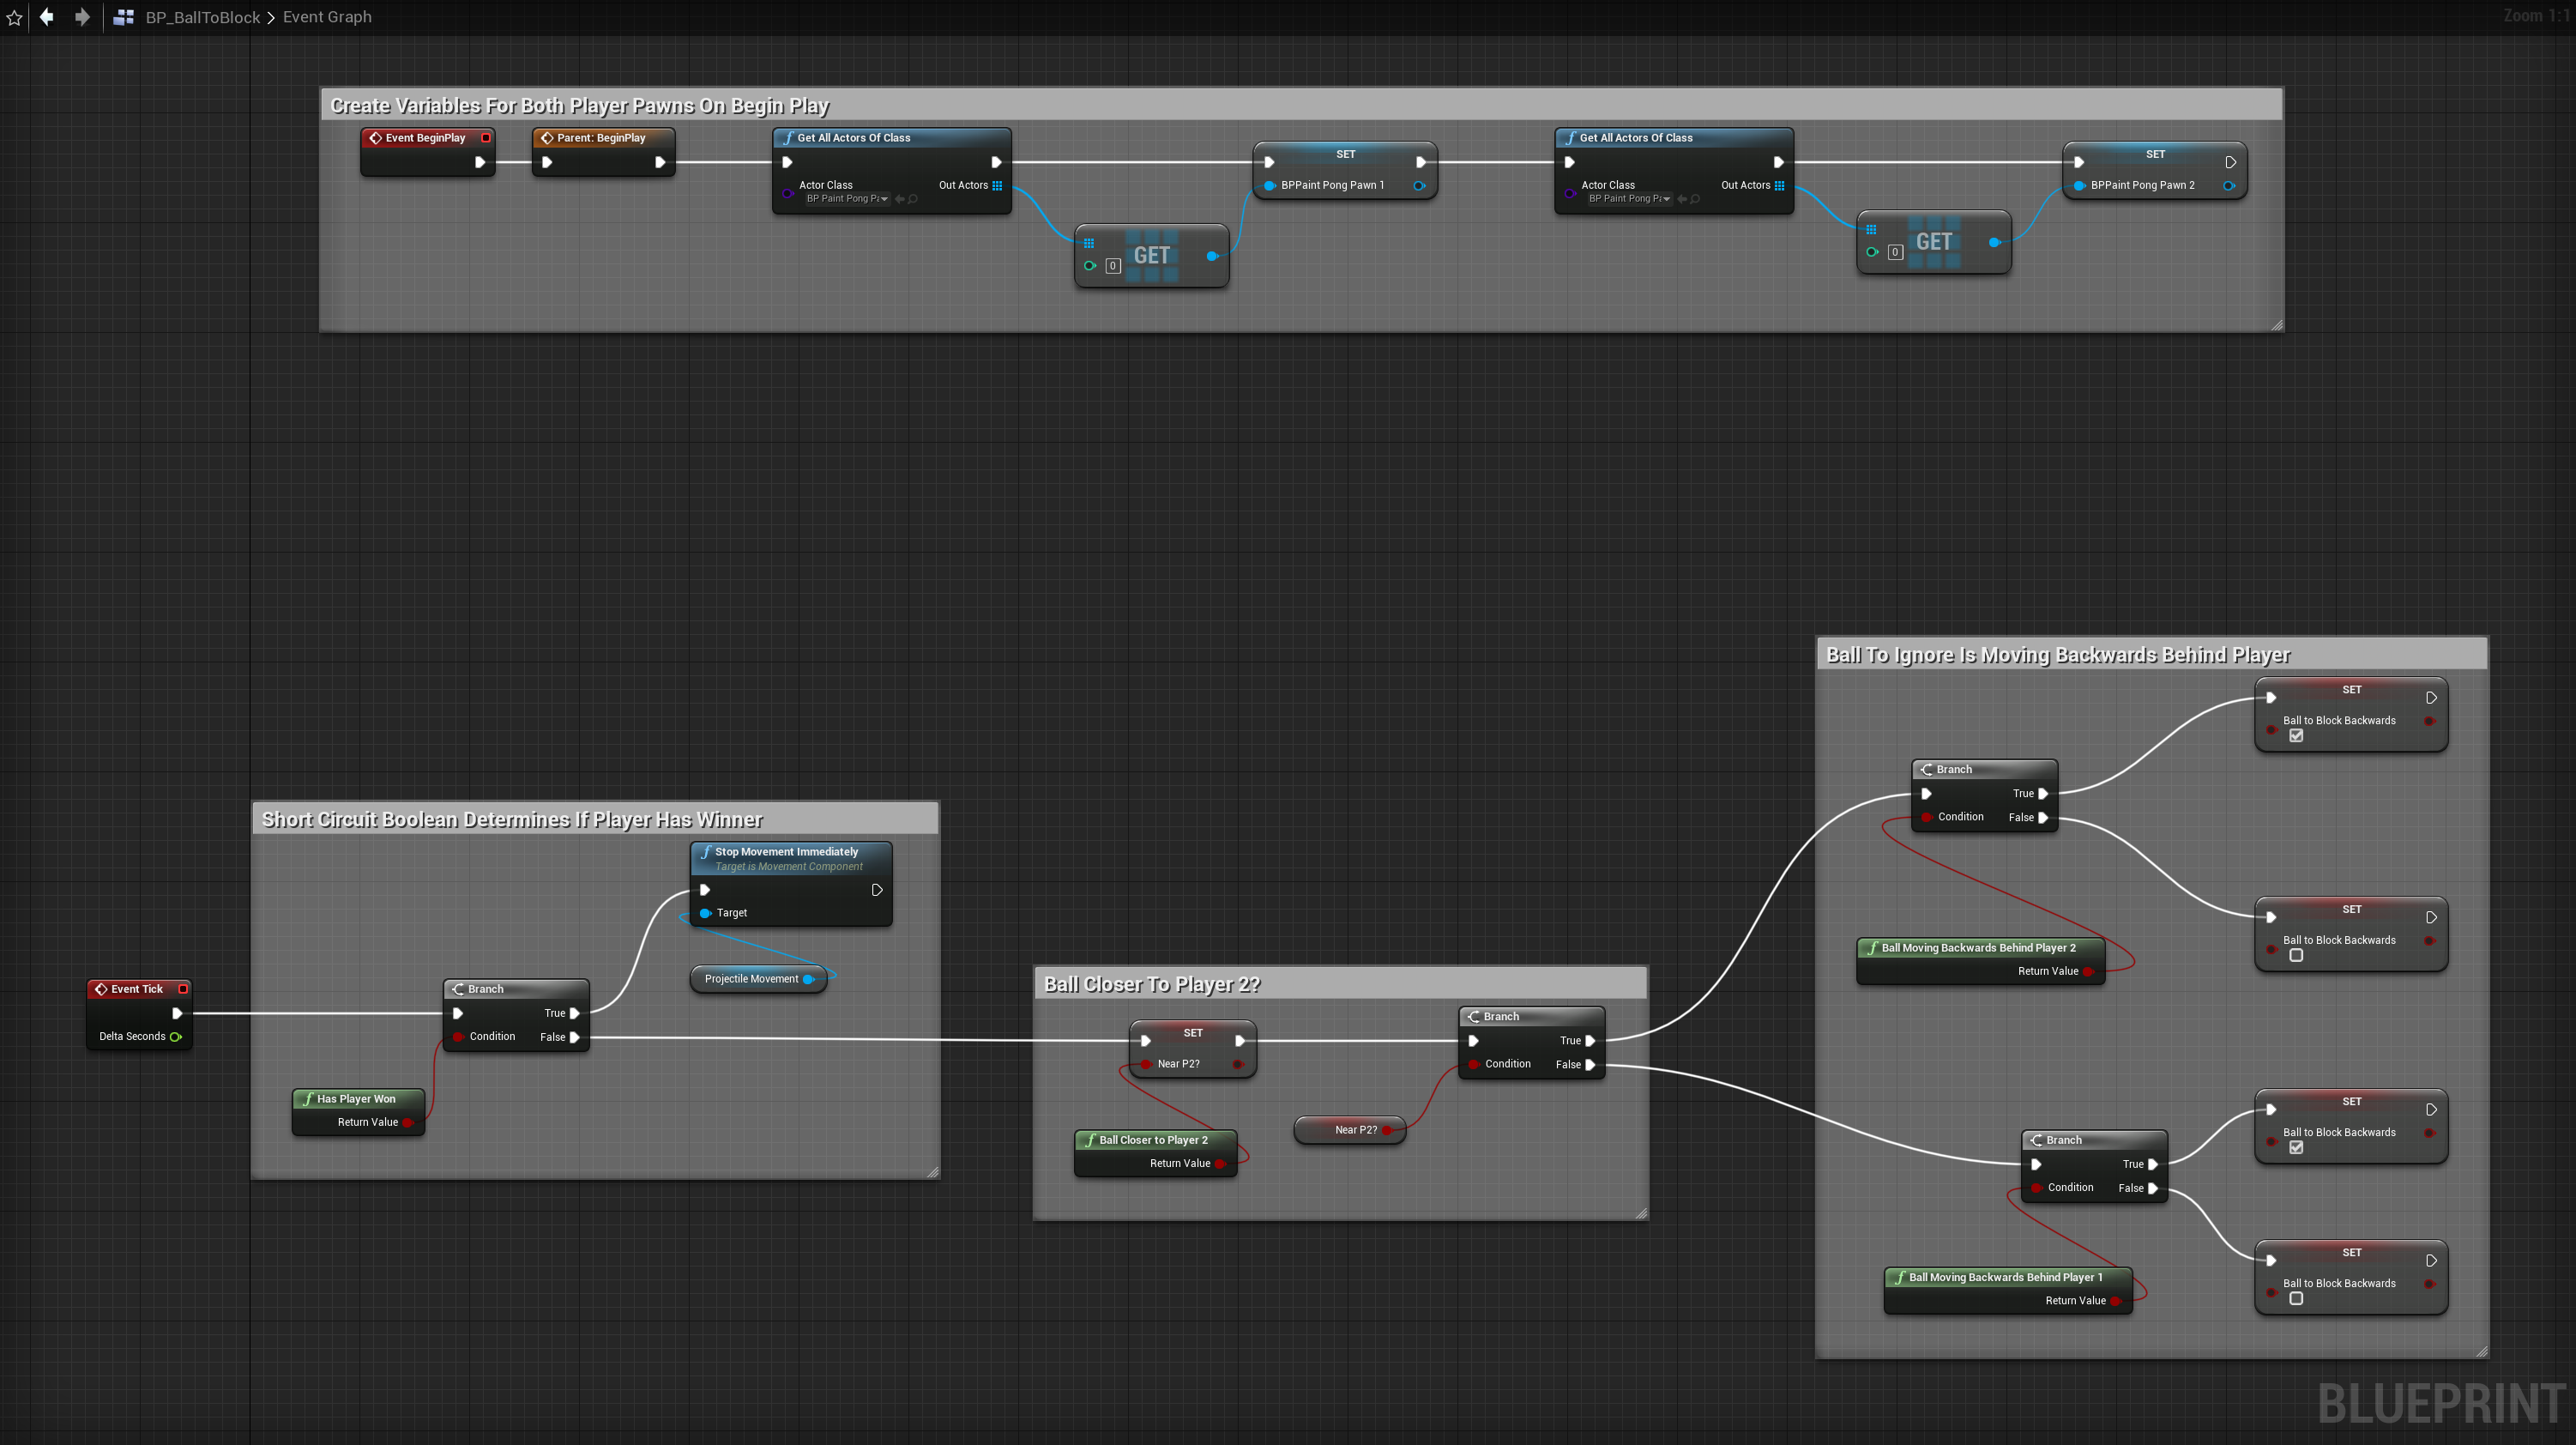 BP_BallToBlock > Event Graph
Zoom 1:1
Create Variables For Both Player Pawns On Begin Play
Event BeginPlay
Parent: BeginPlay
Get All Actors Of Class
Actor Class
BP Paint Pong Pa
Out Actors
0
GET
SET
BPPaint Pong Pawn 1
Get All Actors Of Class
Actor Class
BP Paint Pong Pa
Out Actors
0
GET
SET
BPPaint Pong Pawn 2
Event Tick
Delta Seconds
Short Circuit Boolean Determines If Player Has Winner
Stop Movement Immediately
Target is Movement Component
Target
Projectile Movement
Branch
True
Condition
False
Has Player Won
Return Value
Ball Closer To Player 2?
SET
Near P2?
Ball Closer to Player 2
Return Value
Near P2?
Branch
True
Condition
False
Ball To Ignore Is Moving Backwards Behind Player
Branch
True
Condition
False
SET
Ball to Block Backwards
SET
Ball to Block Backwards
Ball Moving Backwards Behind Player 2
Return Value
Branch
True
Condition
False
SET
Ball to Block Backwards
SET
Ball to Block Backwards
Ball Moving Backwards Behind Player 1
Return Value
BLUEPRINT